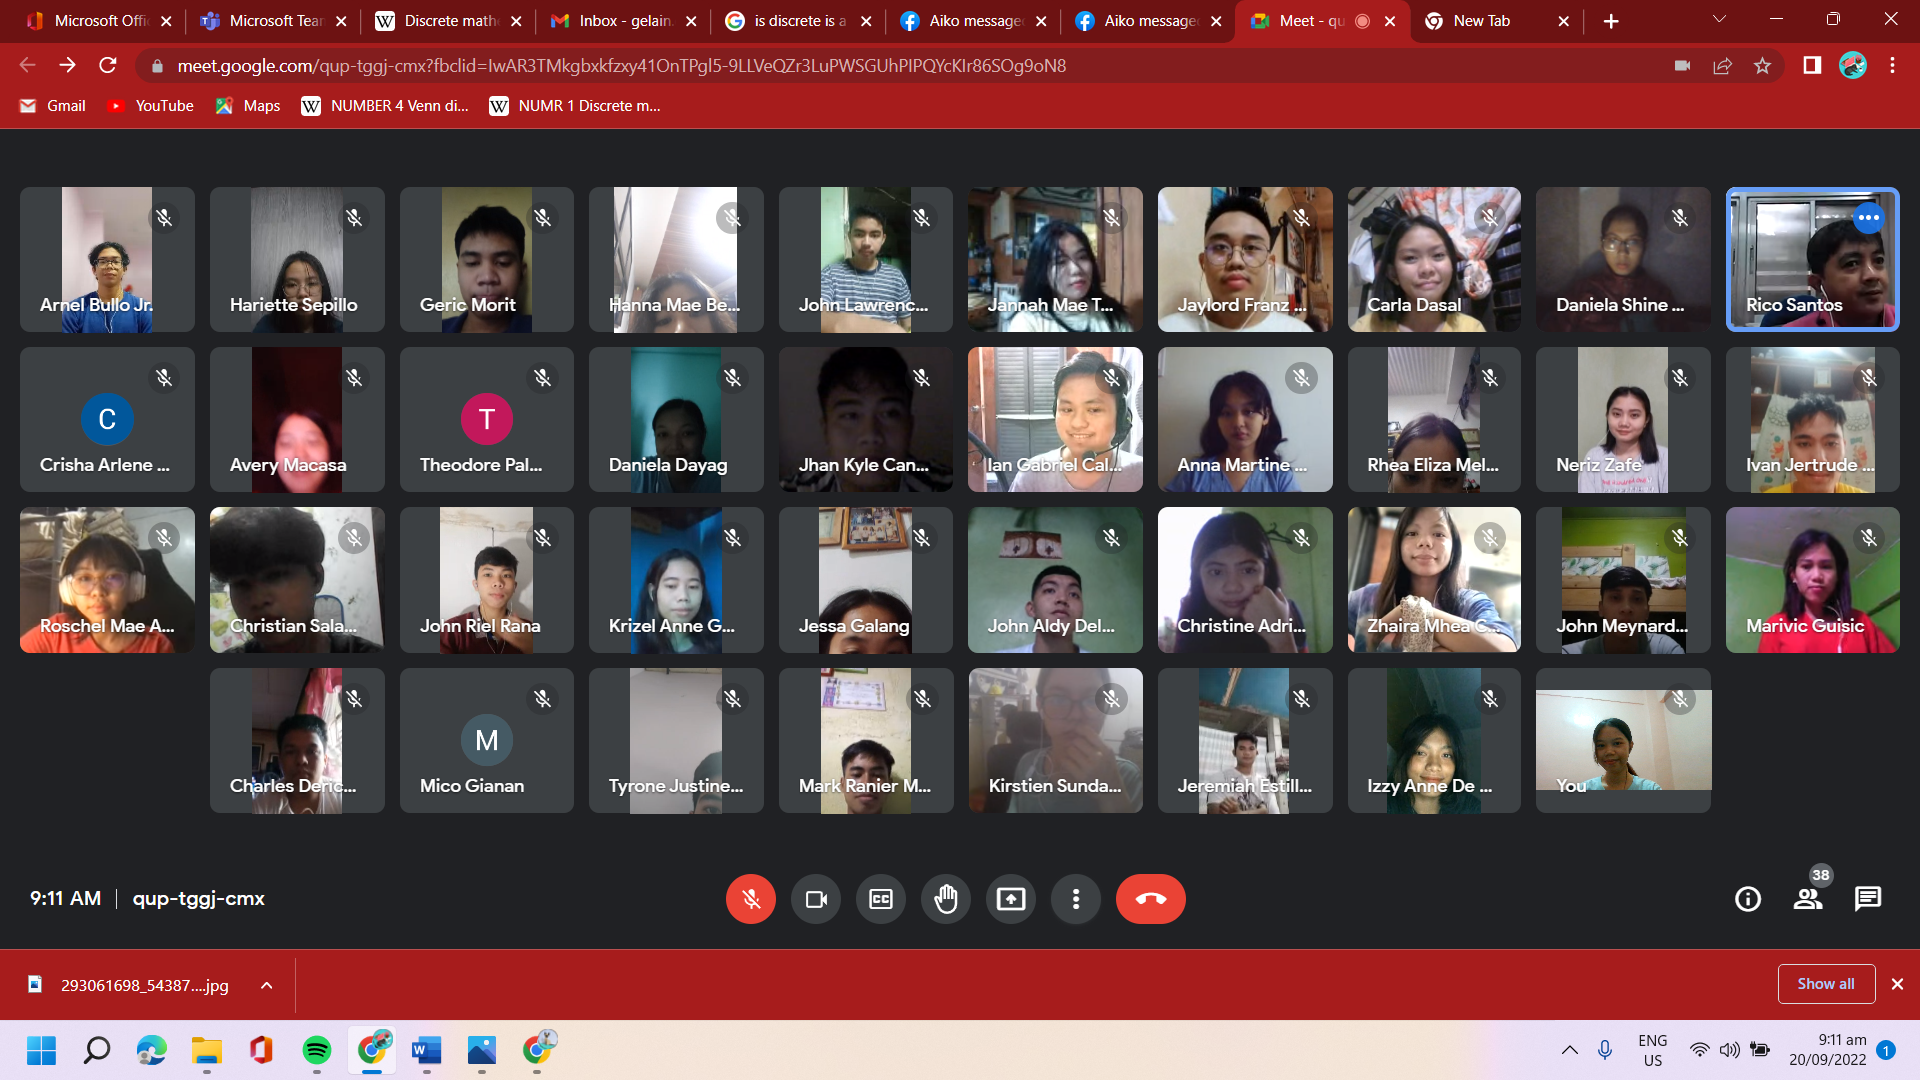 Microsoft Offi
Microsoft Tean
Discrete math
Inbox - gelain.
is discrete is a
Aiko message
Aiko message
Meet - qu
New Tab
meet.google.com/qup-tggj-cmx?fbclid=IwAR3TMkgbxkfzxy41OnTPgI5-9LLVeQZr3LuPWSGUhPIPQYcKIr86SOg9oN8
Gmail
YouTube
Maps
NUMBER 4 Venn di...
NUMR 1 Discrete m...
Arnel Bullo Jr.
Hariette Sepillo
Geric Morit
Hanna Mae Be...
John Lawrenc...
Jannah Mae T...
Jaylord Franz ...
Carla Dasal
Daniela Shine ...
Rico Santos
C
T
Crisha Arlene ...
Avery Macasa
Theodore Pal...
Daniela Dayag
Jhan Kyle Can...
Ian Gabriel Cal...
Anna Martine ...
Rhea Eliza Mel...
Neriz Zafe
Ivan Jertrude ...
Roschel Mae A...
Christian Sala...
John Riel Rana
Krizel Anne G...
Jessa Galang
John Aldy Del...
Christine Adri...
Zhaira Mhea C...
John Meynard...
Marivic Guisic
M
Charles Deric...
Mico Gianan
Tyrone Justine...
Mark Ranier M...
Kirstien Sunda...
Jeremiah Estill...
Izzy Anne De ...
You
9:11 AM | qup-tggj-cmx
CC
38
293061698_54387....jpg
Show all
ENG
US
9:11 am
20/09/2022
1